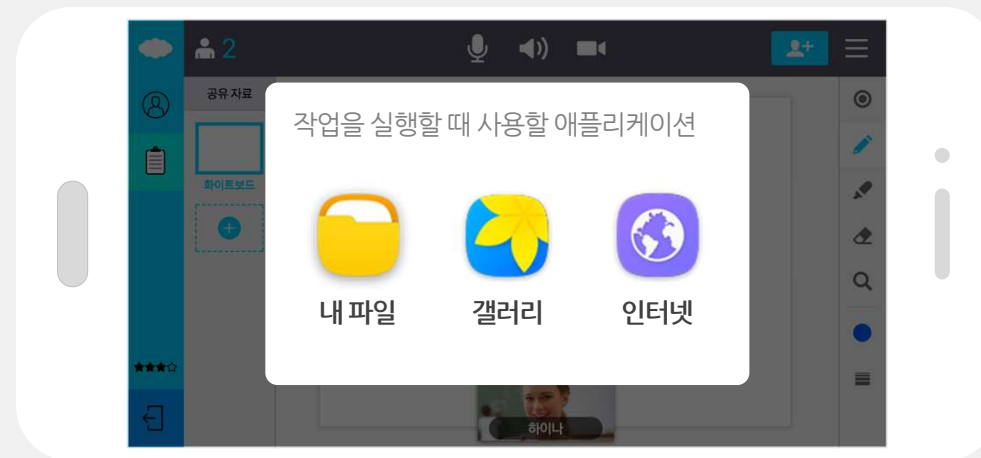 2
공유 자료
작업을 실행할 때 사용할 애플리케이션
화이트보드
내 파일
갤러리
인터넷
★★★☆
하이나